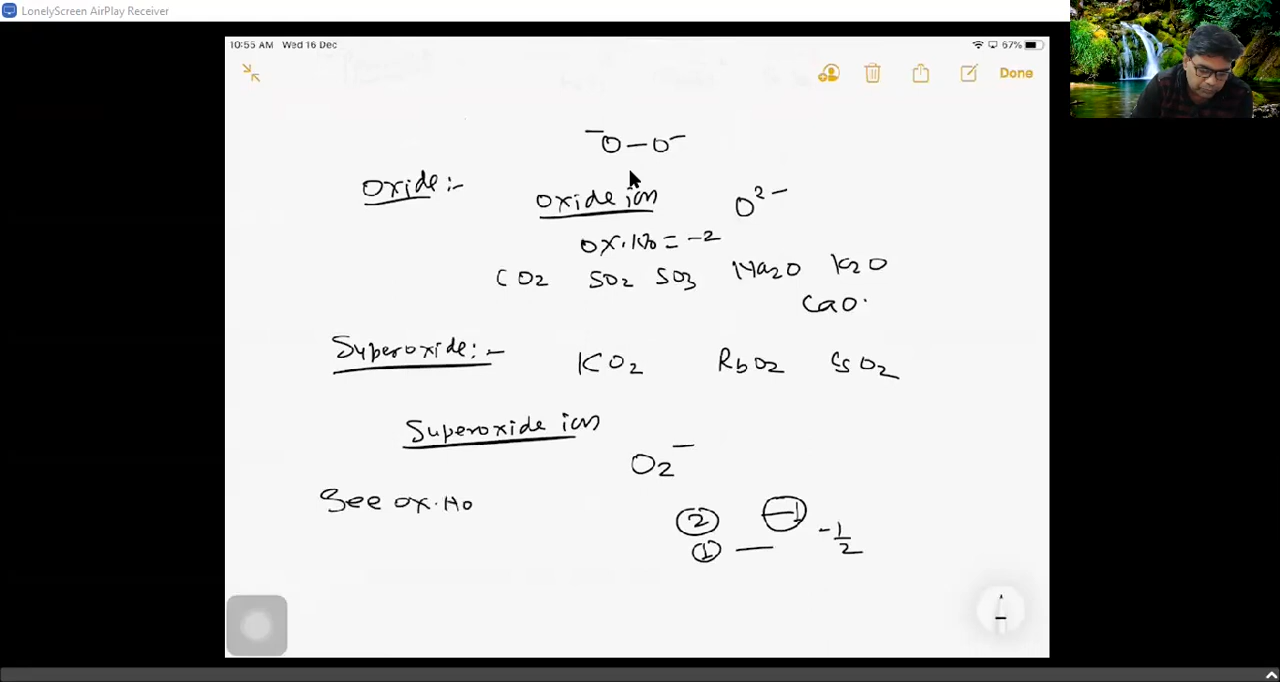 LonelyScreen AirPlay Receiver
10:55 AM Wed 16 Dec
67%
Done
⁻O—O⁻
Oxide:-
Oxide ion O²⁻
OX.No = -2
CO₂ SO₂ SO₃ Na₂O K₂O
CaO.
Superoxide:- KO₂ RbO₂ CsO₂
Superoxide ion
O₂⁻
See OX.No
2 -1
1 — -1/2